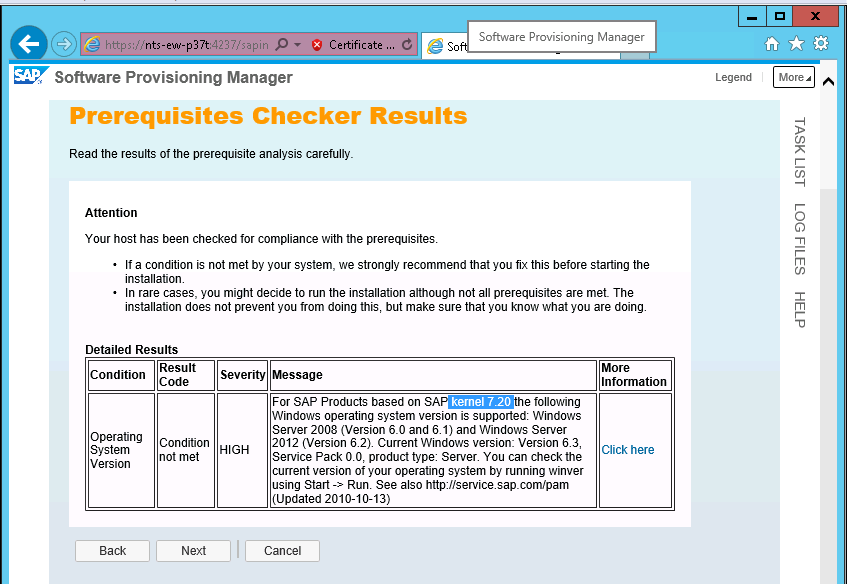 Software Provisioning Manager
https://nts-ew-p37t:4237/sapin
Certificate ...
Soft
SAP Software Provisioning Manager
Legend
More
Prerequisites Checker Results
Read the results of the prerequisite analysis carefully.
Attention
Your host has been checked for compliance with the prerequisites.
• If a condition is not met by your system, we strongly recommend that you fix this before starting the
installation.
• In rare cases, you might decide to run the installation although not all prerequisites are met. The
installation does not prevent you from doing this, but make sure that you know what you are doing.
Detailed Results
Condition
Result
Code
Severity
Message
More
Information
Operating
System
Version
Condition
not met
HIGH
For SAP Products based on SAP kernel 7.20 the following
Windows operating system version is supported: Windows
Server 2008 (Version 6.0 and 6.1) and Windows Server
2012 (Version 6.2). Current Windows version: Version 6.3,
Service Pack 0.0, product type: Server. You can check the
current version of your operating system by running winver
using Start -> Run. See also http://service.sap.com/pam
(Updated 2010-10-13)
Click here
Back
Next
Cancel
TASK LIST
LOG FILES
HELP